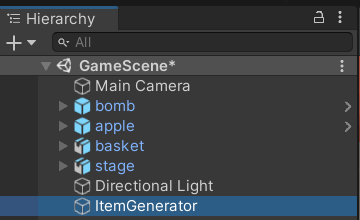 Hierarchy
All
GameScene*
Main Camera
bomb
apple
basket
stage
Directional Light
ItemGenerator